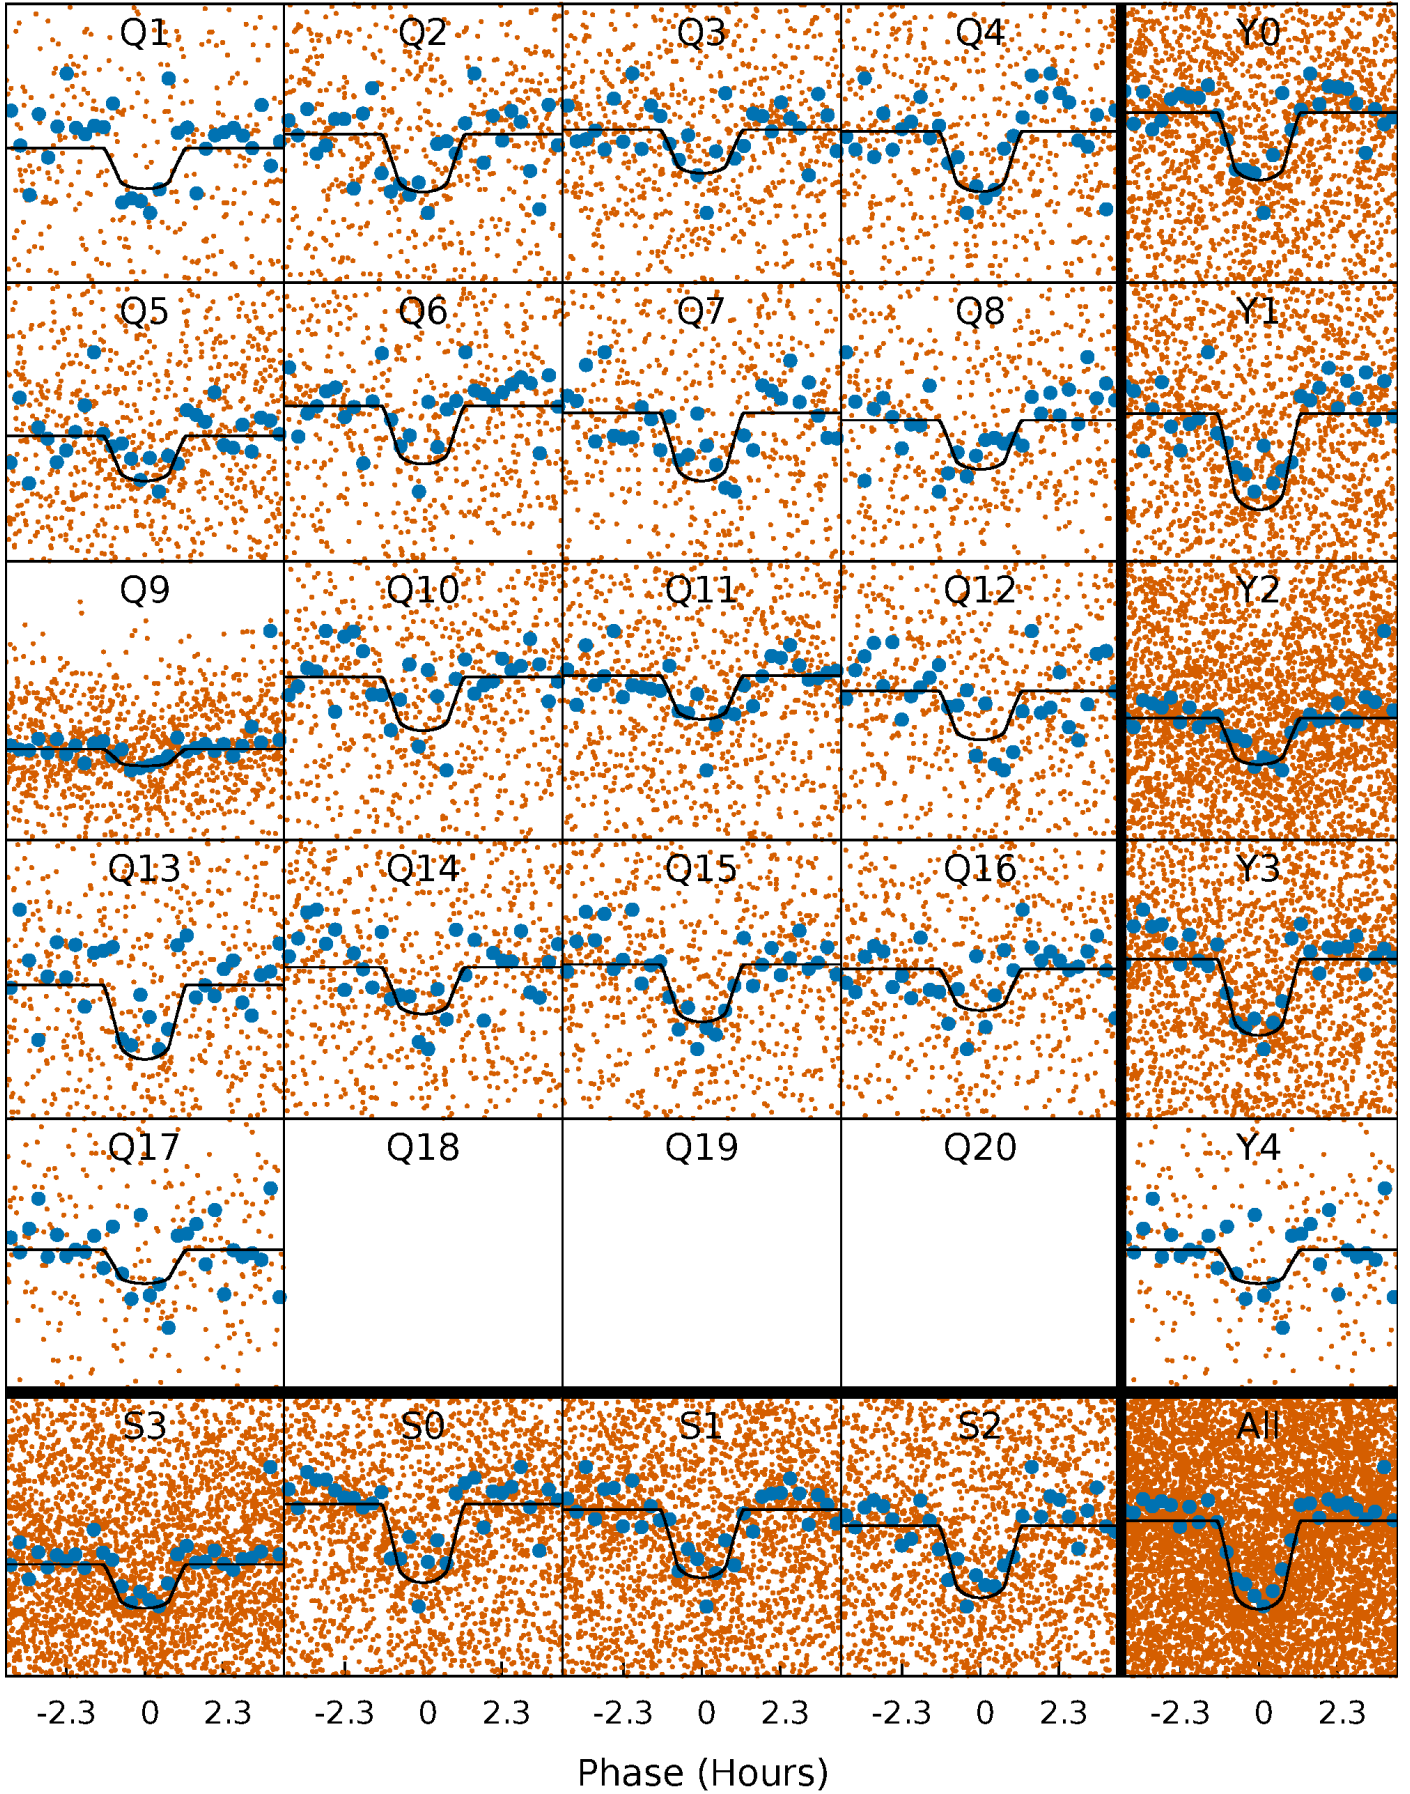 Q1 Q2 Q3 Q4 Y0
Q5 Q6 Q7 Q8 Y1
Q9 Q10 Q11 Q12 Y2
Q13 Q14 Q15 Q16 Y3
Q17 Q18 Q19 Q20 Y4
S3 S0 S1 S2 All
-2.3 0 2.3 -2.3 0 2.3 -2.3 0 2.3 -2.3 0 2.3 -2.3 0 2.3
Phase (Hours)